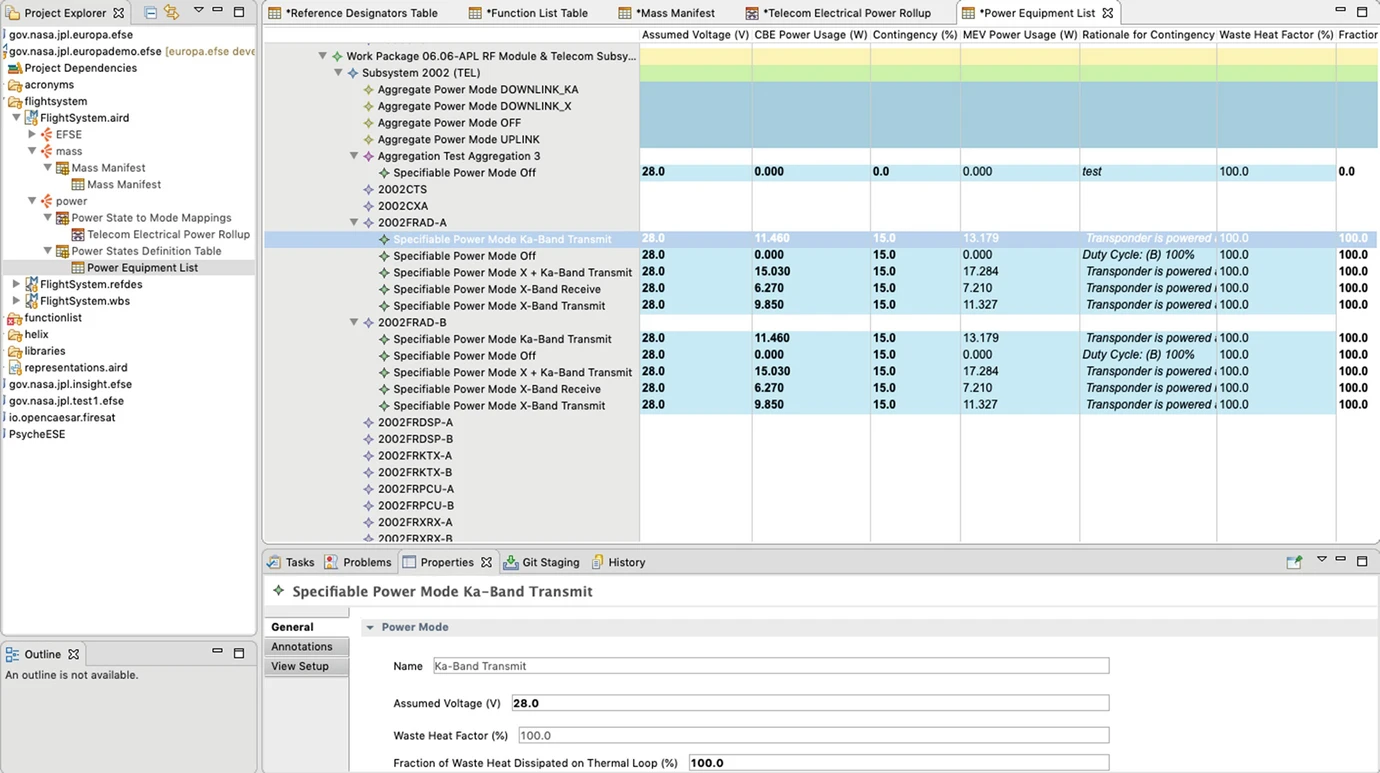 Project Explorer
gov.nasa.jpl.europa.efse
gov.nasa.jpl.europademo.efse [europa.efse deve
Project Dependencies
acronyms
flightsystem
FlightSystem.aird
EFSE
mass
Mass Manifest
Mass Manifest
power
Power State to Mode Mappings
Telecom Electrical Power Rollup
Power States Definition Table
Power Equipment List
FlightSystem.refdes
FlightSystem.wbs
functionlist
helix
libraries
representations.aird
gov.nasa.jpl.insight.efse
gov.nasa.jpl.test1.efse
io.opencaesar.firesat
PsycheESE
Outline
An outline is not available.
*Reference Designators Table *Function List Table *Mass Manifest *Telecom Electrical Power Rollup *Power Equipment List
Assumed Voltage (V) CBE Power Usage (W) Contingency (%) MEV Power Usage (W) Rationale for Contingency Waste Heat Factor (%) Fraction
Work Package 06.06-APL RF Module & Telecom Subsy...
Subsystem 2002 (TEL)
Aggregate Power Mode DOWNLINK_KA
Aggregate Power Mode DOWNLINK_X
Aggregate Power Mode OFF
Aggregate Power Mode UPLINK
Aggregation Test Aggregation 3
Specifiable Power Mode Off 28.0 0.000 0.0 0.000 test 100.0 0.0
2002CTS
2002CXA
2002FRAD-A
Specifiable Power Mode Ka-Band Transmit 28.0 11.460 15.0 13.179 Transponder is powered 100.0 100.0
Specifiable Power Mode Off 28.0 0.000 15.0 0.000 Duty Cycle: (B) 100% 100.0 100.0
Specifiable Power Mode X + Ka-Band Transmit 28.0 15.030 15.0 17.284 Transponder is powered 100.0 100.0
Specifiable Power Mode X-Band Receive 28.0 6.270 15.0 7.210 Transponder is powered 100.0 100.0
Specifiable Power Mode X-Band Transmit 28.0 9.850 15.0 11.327 Transponder is powered 100.0 100.0
2002FRAD-B
Specifiable Power Mode Ka-Band Transmit 28.0 11.460 15.0 13.179 Transponder is powered 100.0 100.0
Specifiable Power Mode Off 28.0 0.000 15.0 0.000 Duty Cycle: (B) 100% 100.0 100.0
Specifiable Power Mode X + Ka-Band Transmit 28.0 15.030 15.0 17.284 Transponder is powered 100.0 100.0
Specifiable Power Mode X-Band Receive 28.0 6.270 15.0 7.210 Transponder is powered 100.0 100.0
Specifiable Power Mode X-Band Transmit 28.0 9.850 15.0 11.327 Transponder is powered 100.0 100.0
2002FRDSP-A
2002FRDSP-B
2002FRKTX-A
2002FRKTX-B
2002FRPCU-A
2002FRPCU-B
2002FRXRX-A
2002FRXRX-B
Tasks Problems Properties Git Staging History
Specifiable Power Mode Ka-Band Transmit
General
Annotations
View Setup
Power Mode
Name Ka-Band Transmit
Assumed Voltage (V) 28.0
Waste Heat Factor (%) 100.0
Fraction of Waste Heat Dissipated on Thermal Loop (%) 100.0